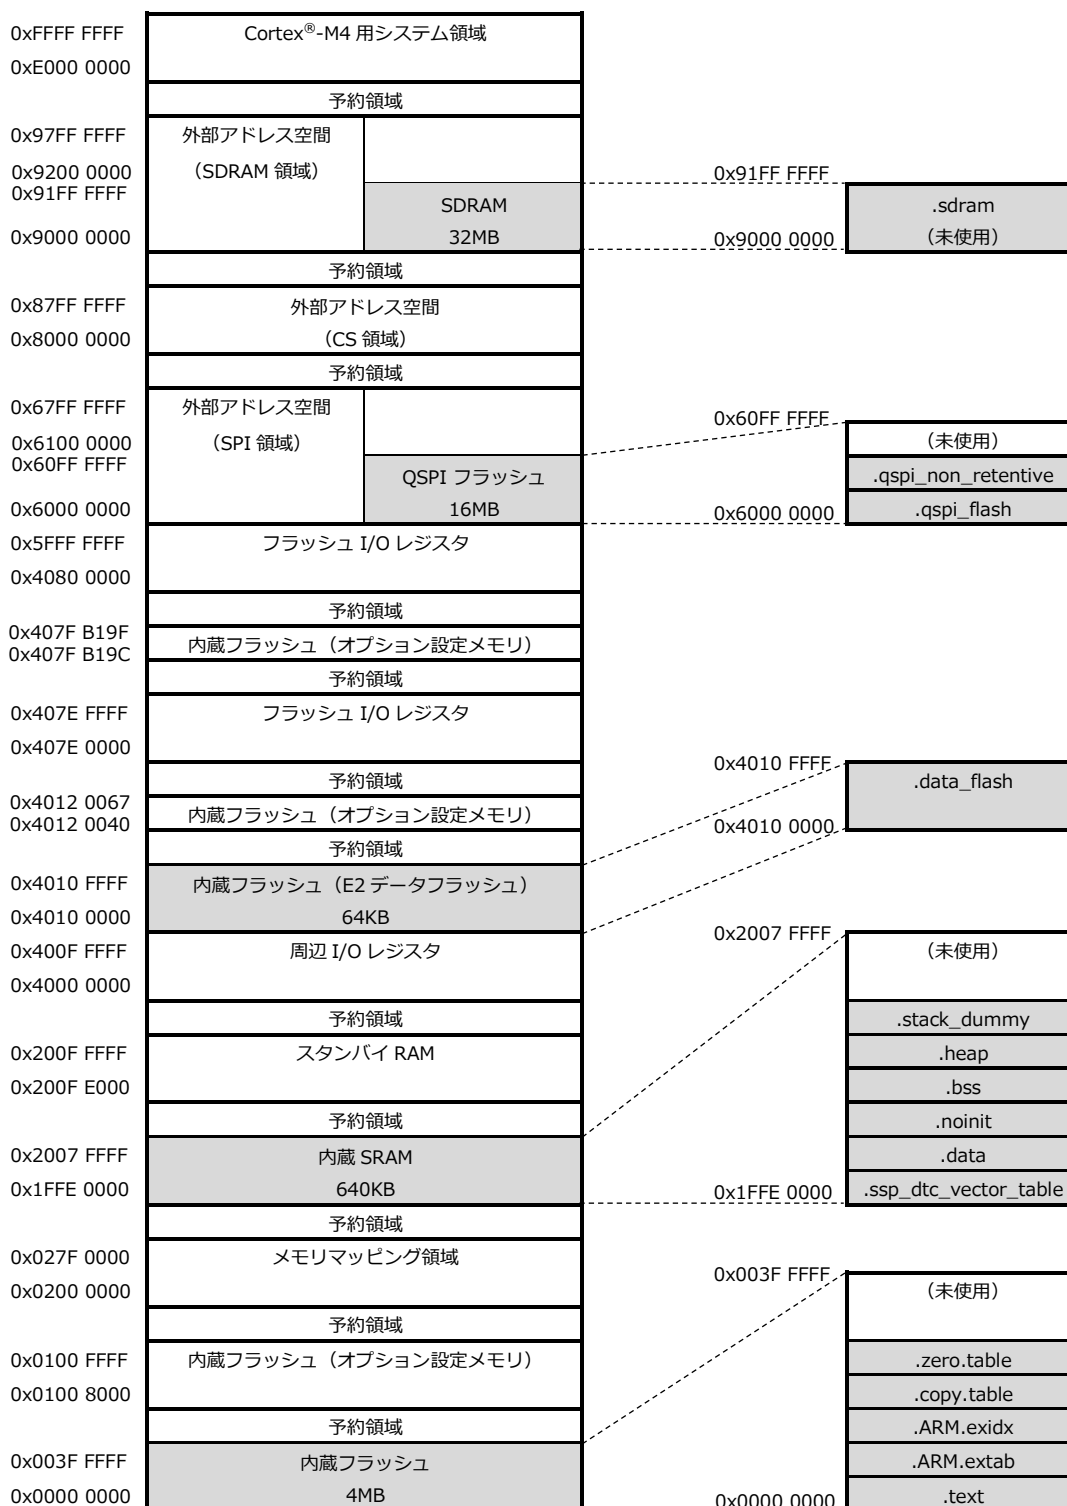 0xFFFF FFFF
Cortex®-M4 用システム領域
0xE000 0000
予約領域
0x97FF FFFF
外部アドレス空間
0x9200 0000
（SDRAM 領域）
0x91FF FFFF
0x91FF FFFF
SDRAM
.sdram
0x9000 0000
32MB
0x9000 0000
（未使用）
予約領域
0x87FF FFFF
外部アドレス空間
0x8000 0000
（CS 領域）
予約領域
0x67FF FFFF
外部アドレス空間
0x60FF FFFF
0x6100 0000
（SPI 領域）
（未使用）
0x60FF FFFF
QSPI フラッシュ
.qspi_non_retentive
0x6000 0000
16MB
0x6000 0000
.qspi_flash
0x5FFF FFFF
フラッシュ I/O レジスタ
0x4080 0000
予約領域
0x407F B19F
内蔵フラッシュ（オプション設定メモリ）
0x407F B19C
予約領域
0x407E FFFF
フラッシュ I/O レジスタ
0x407E 0000
0x4010 FFFF
予約領域
.data_flash
0x4012 0067
内蔵フラッシュ（オプション設定メモリ）
0x4012 0040
0x4010 0000
予約領域
0x4010 FFFF
内蔵フラッシュ（E2 データフラッシュ）
0x4010 0000
64KB
0x2007 FFFF
0x400F FFFF
周辺 I/O レジスタ
（未使用）
0x4000 0000
予約領域
.stack_dummy
0x200F FFFF
スタンバイ RAM
.heap
0x200F E000
.bss
予約領域
.noinit
0x2007 FFFF
内蔵 SRAM
.data
0x1FFE 0000
640KB
0x1FFE 0000
.ssp_dtc_vector_table
予約領域
0x027F 0000
メモリマッピング領域
0x003F FFFF
0x0200 0000
（未使用）
予約領域
0x0100 FFFF
内蔵フラッシュ（オプション設定メモリ）
.zero.table
0x0100 8000
.copy.table
予約領域
.ARM.exidx
0x003F FFFF
内蔵フラッシュ
.ARM.extab
0x0000 0000
4MB
0x0000 0000
.text